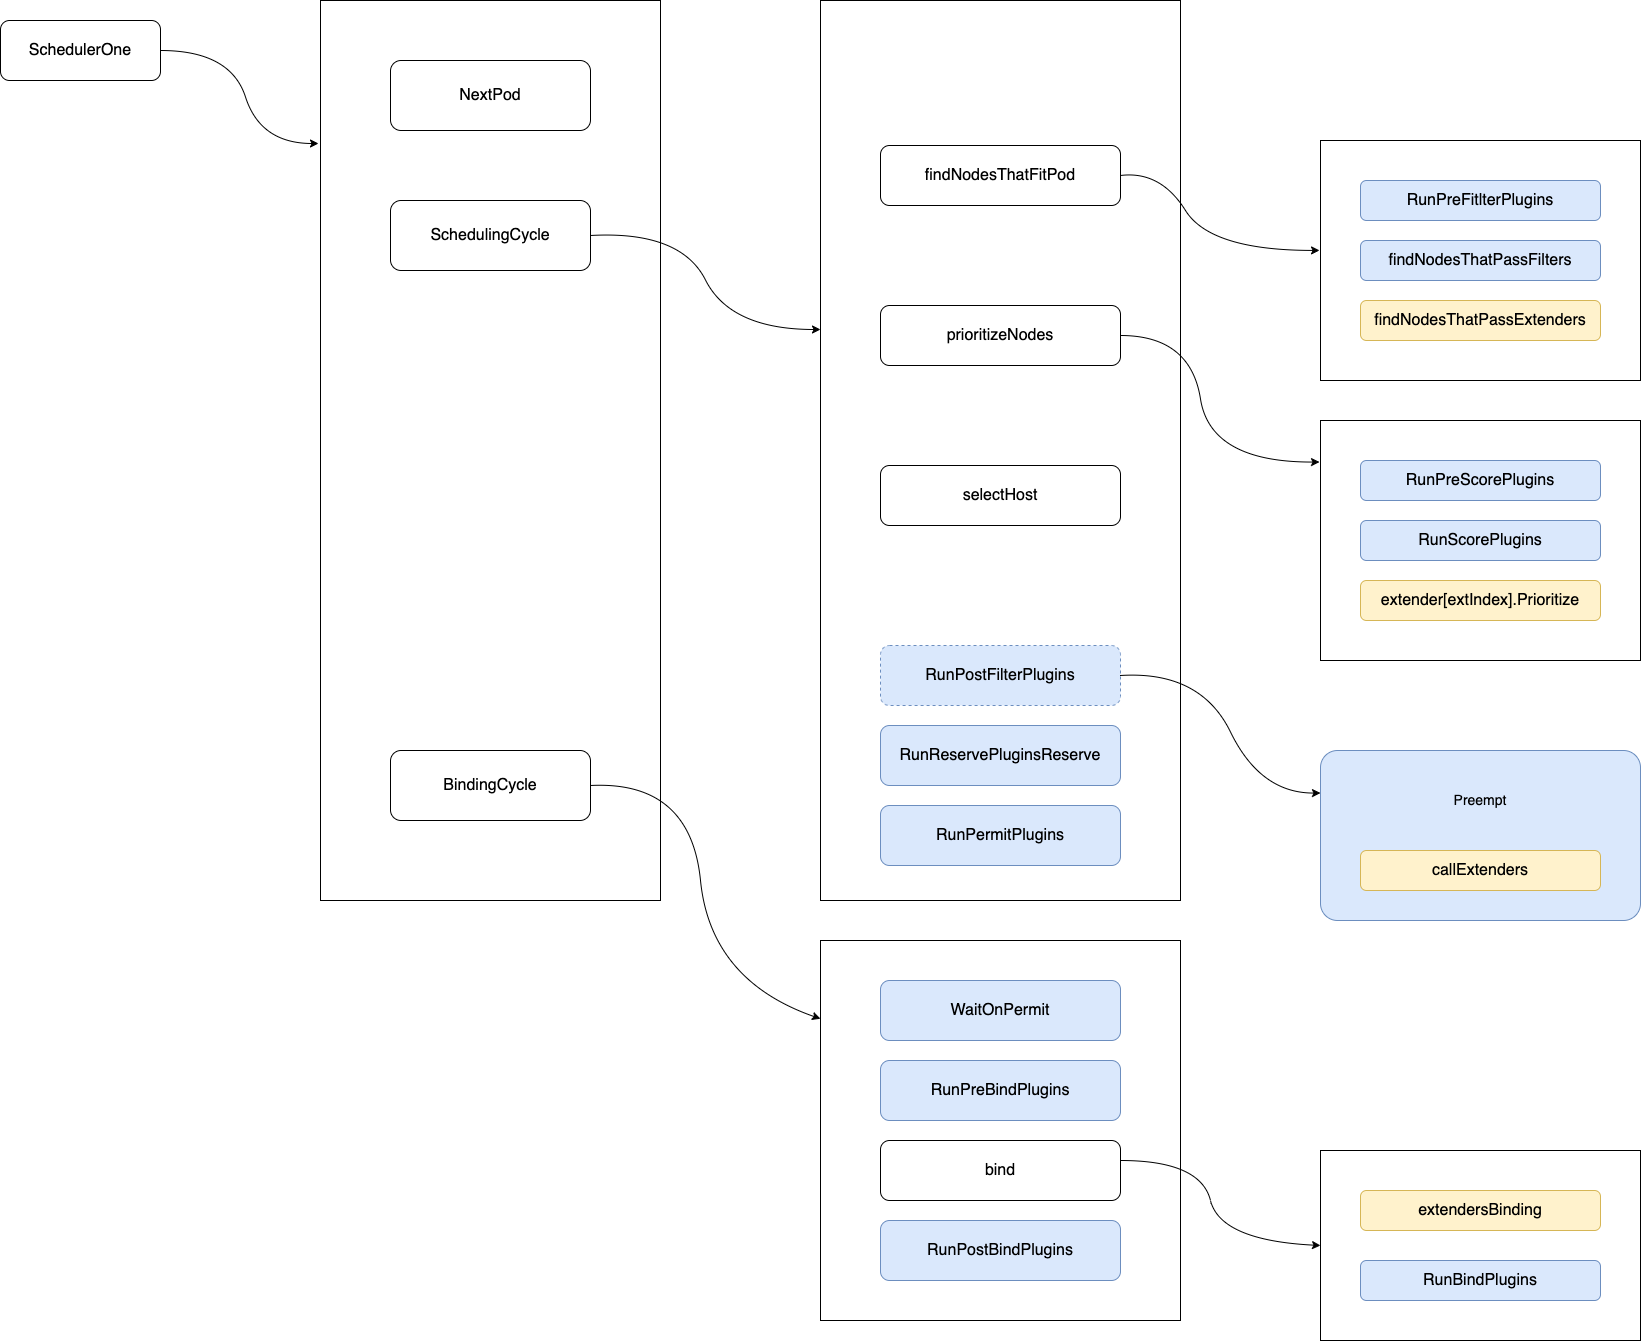 SchedulerOne
NextPod
SchedulingCycle
BindingCycle
findNodesThatFitPod
prioritizeNodes
selectHost
RunPostFilterPlugins
RunReservePluginsReserve
RunPermitPlugins
WaitOnPermit
RunPreBindPlugins
bind
RunPostBindPlugins
RunPreFitlterPlugins
findNodesThatPassFilters
findNodesThatPassExtenders
RunPreScorePlugins
RunScorePlugins
extender[extIndex].Prioritize
Preempt
callExtenders
extendersBinding
RunBindPlugins